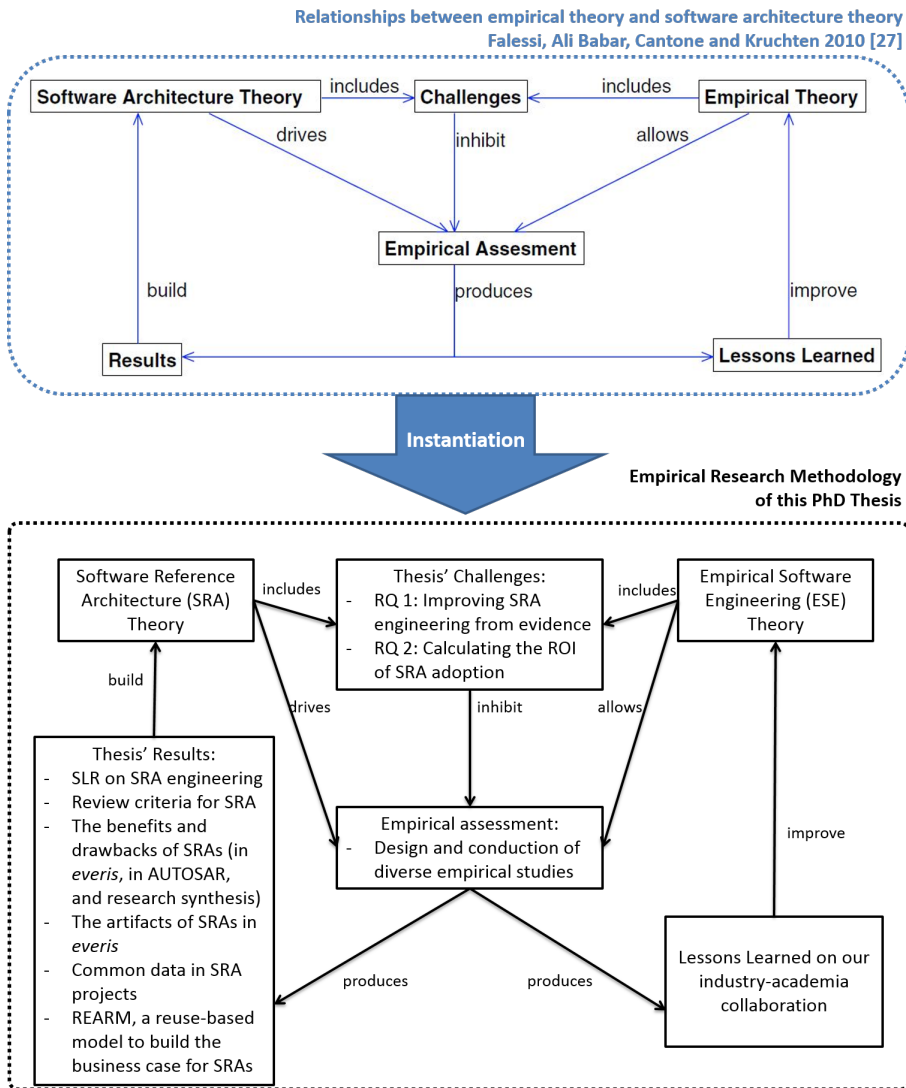 Relationships between empirical theory and software architecture theory
Falessi, Ali Babar, Cantone and Kruchten 2010 [27]
Software Architecture Theory
includes
Challenges
includes
Empirical Theory
drives
inhibit
allows
Empirical Assesment
build
produces
improve
Results
Lessons Learned
Instantiation
Empirical Research Methodology
of this PhD Thesis
Software Reference
Architecture (SRA)
Theory
includes
Thesis’ Challenges:
- RQ 1: Improving SRA
engineering from evidence
- RQ 2: Calculating the ROI
of SRA adoption
includes
Empirical Software
Engineering (ESE)
Theory
build
drives
inhibit
allows
Thesis’ Results:
- SLR on SRA engineering
- Review criteria for SRA
- The benefits and
drawbacks of SRAs (in
everis, in AUTOSAR,
and research synthesis)
- The artifacts of SRAs in
everis
- Common data in SRA
projects
- REARM, a reuse-based
model to build the
business case for SRAs
Empirical assessment:
- Design and conduction of
diverse empirical studies
improve
produces
produces
Lessons Learned on our
industry-academia
collaboration